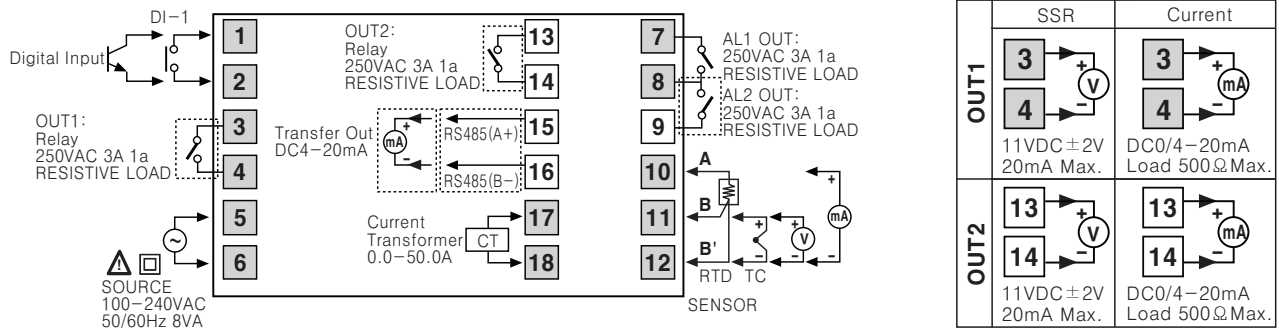 DI-1
Digital Input
1
2
OUT1:
Relay
250VAC 3A 1a
RESISTIVE LOAD
3
4
5
6
~
SOURCE
100-240VAC
50/60Hz 8VA
OUT2:
Relay
250VAC 3A 1a
RESISTIVE LOAD
13
14
Transfer Out
DC4-20mA
+
mA
-
RS485(A+)
RS485(B-)
15
16
Current
Transformer
0.0-50.0A
CT
17
18
7
8
9
AL1 OUT:
250VAC 3A 1a
RESISTIVE LOAD
AL2 OUT:
250VAC 3A 1a
RESISTIVE LOAD
10
11
12
A
B
B'
RTD
+
-
TC
+
V
-
+
mA
-
SENSOR
SSR
Current
OUT1
3
4
+
V
-
11VDC±2V
20mA Max.
3
4
+
mA
-
DC0/4-20mA
Load 500ΩMax.
OUT2
13
14
+
V
-
11VDC±2V
20mA Max.
13
14
+
mA
-
DC0/4-20mA
Load 500ΩMax.